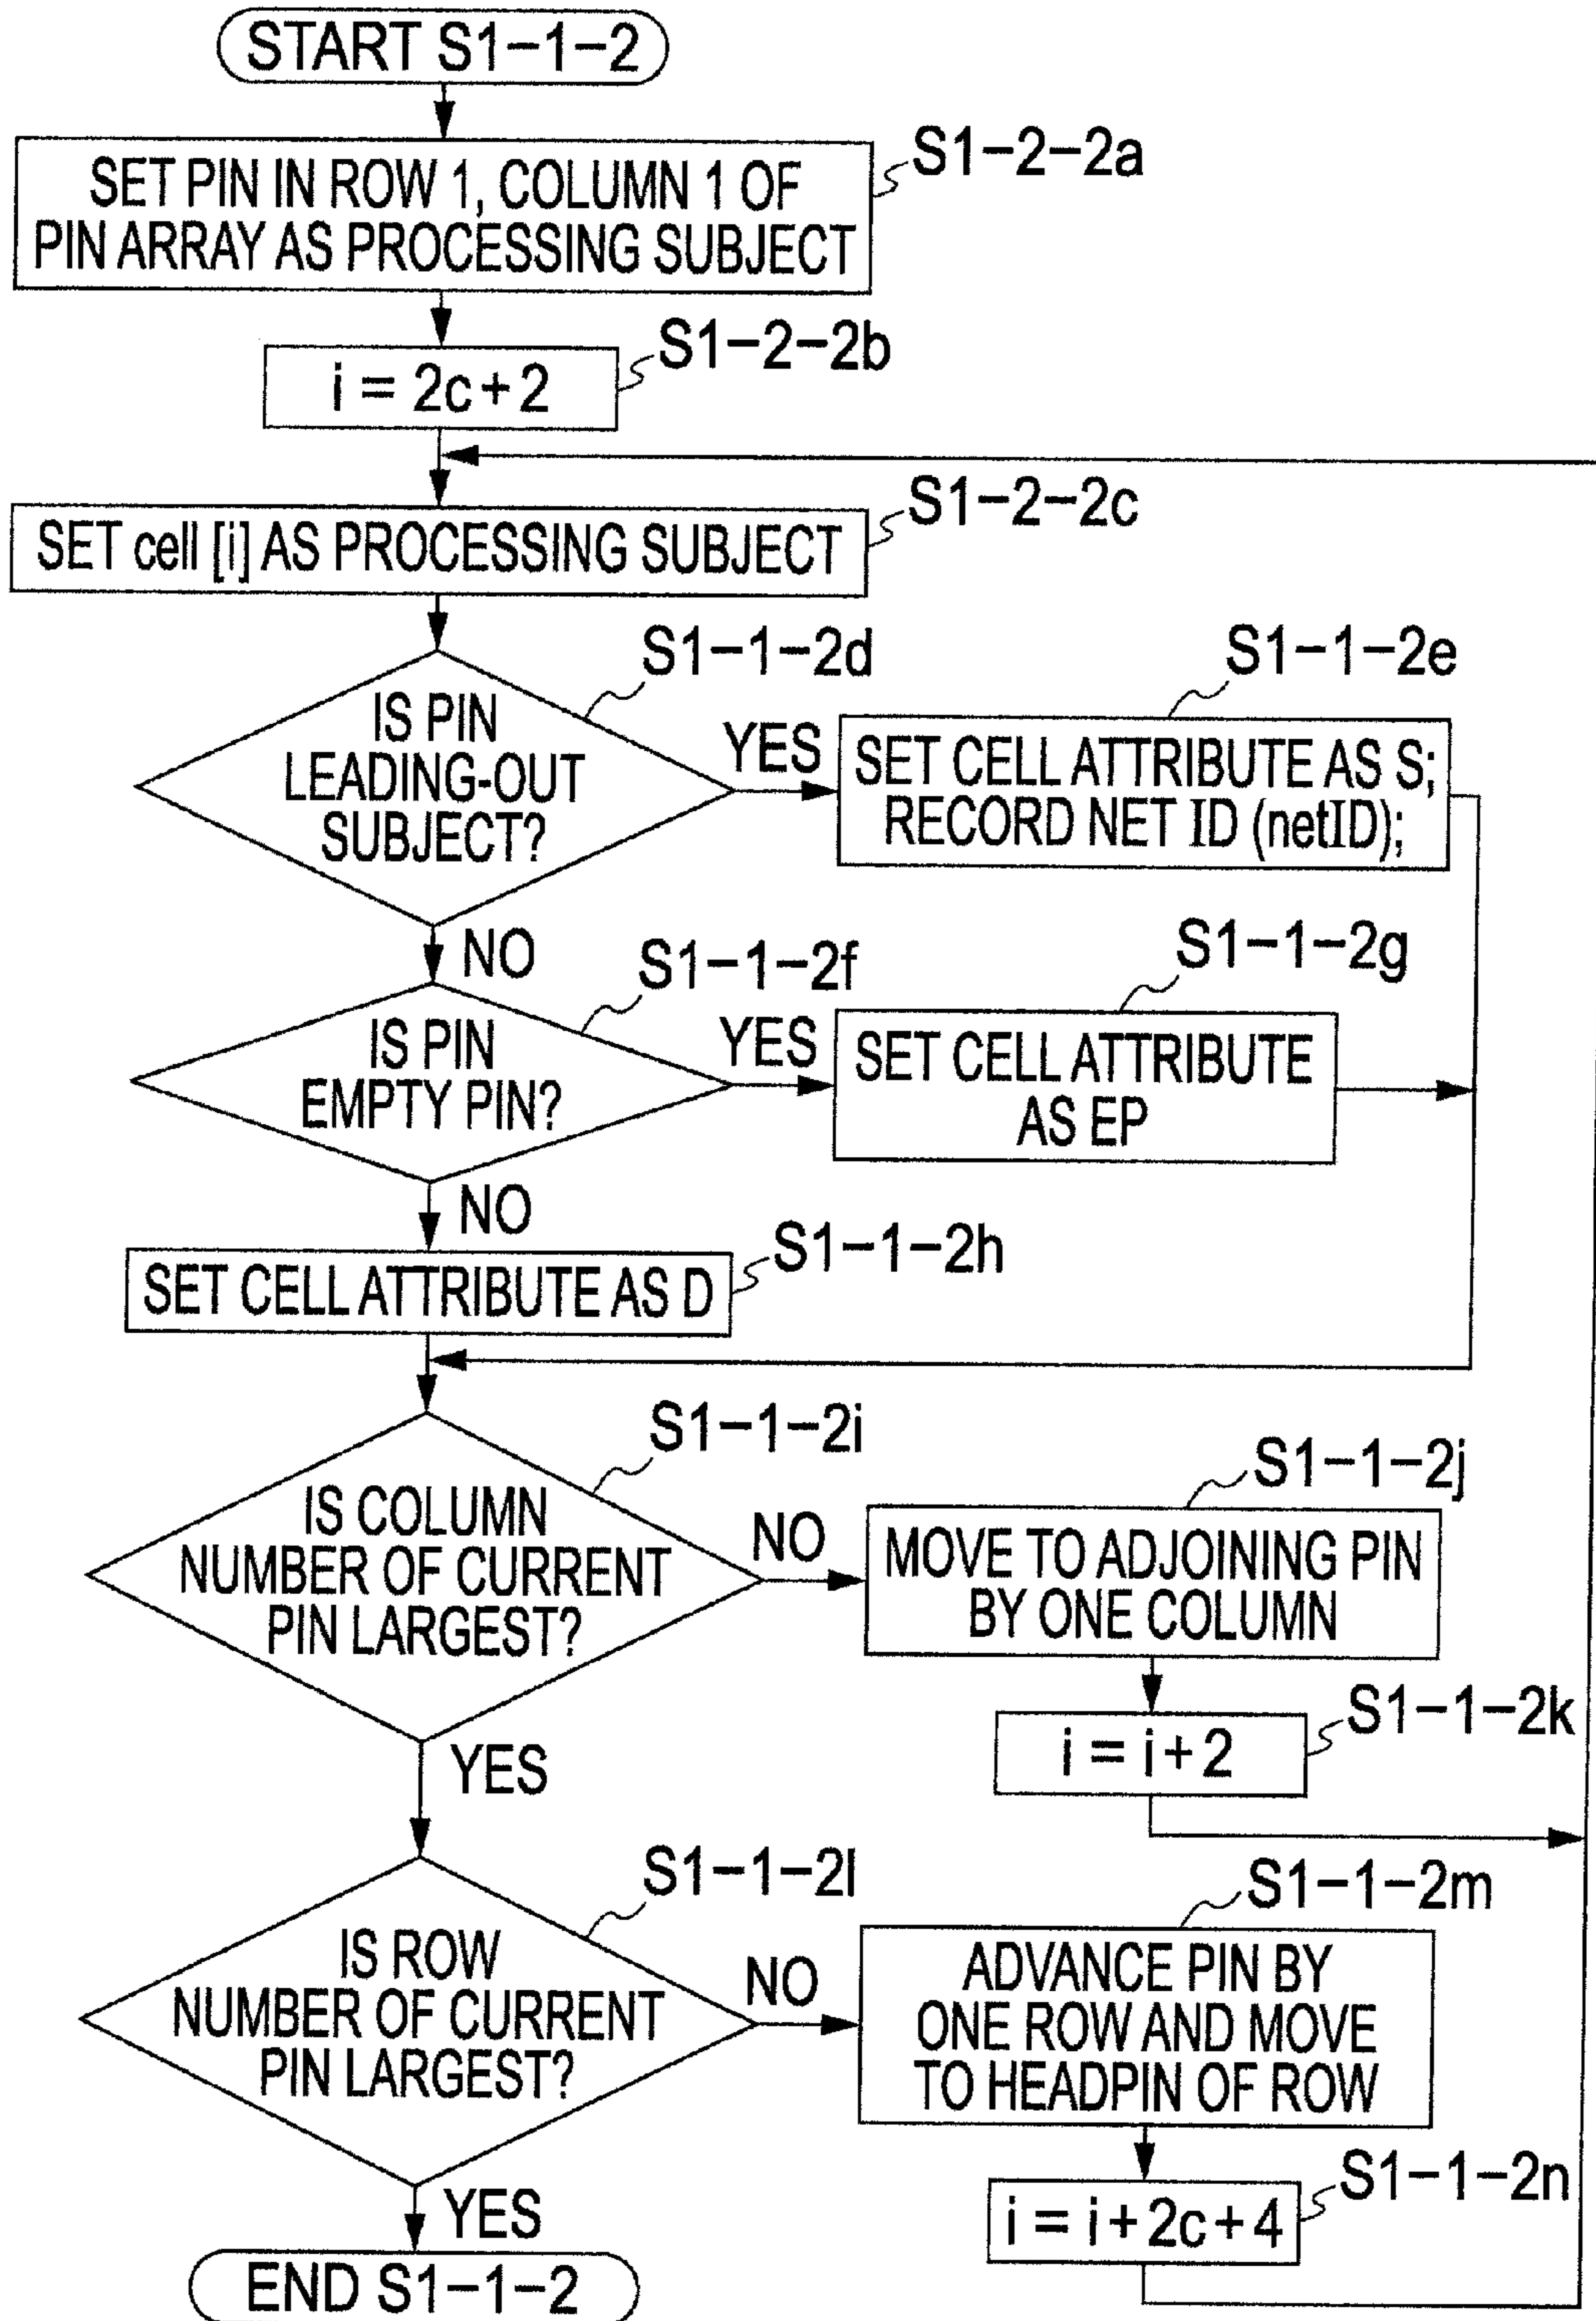 START S1-1-2
SET PIN IN ROW 1, COLUMN 1 OF
PIN ARRAY AS PROCESSING SUBJECT
S1-2-2a
i = 2c+2
S1-2-2b
SET cell [i] AS PROCESSING SUBJECT
S1-2-2c
IS PIN
LEADING-OUT
SUBJECT?
S1-1-2d
YES
SET CELL ATTRIBUTE AS S;
RECORD NET ID (netID);
S1-1-2e
NO
IS PIN
EMPTY PIN?
S1-1-2f
YES
SET CELL ATTRIBUTE
AS EP
S1-1-2g
NO
SET CELL ATTRIBUTE AS D
S1-1-2h
IS COLUMN
NUMBER OF CURRENT
PIN LARGEST?
S1-1-2i
NO
MOVE TO ADJOINING PIN
BY ONE COLUMN
S1-1-2j
i = i+2
S1-1-2k
YES
IS ROW
NUMBER OF CURRENT
PIN LARGEST?
S1-1-2l
NO
ADVANCE PIN BY
ONE ROW AND MOVE
TO HEADPIN OF ROW
S1-1-2m
i = i+2c+4
S1-1-2n
YES
END S1-1-2